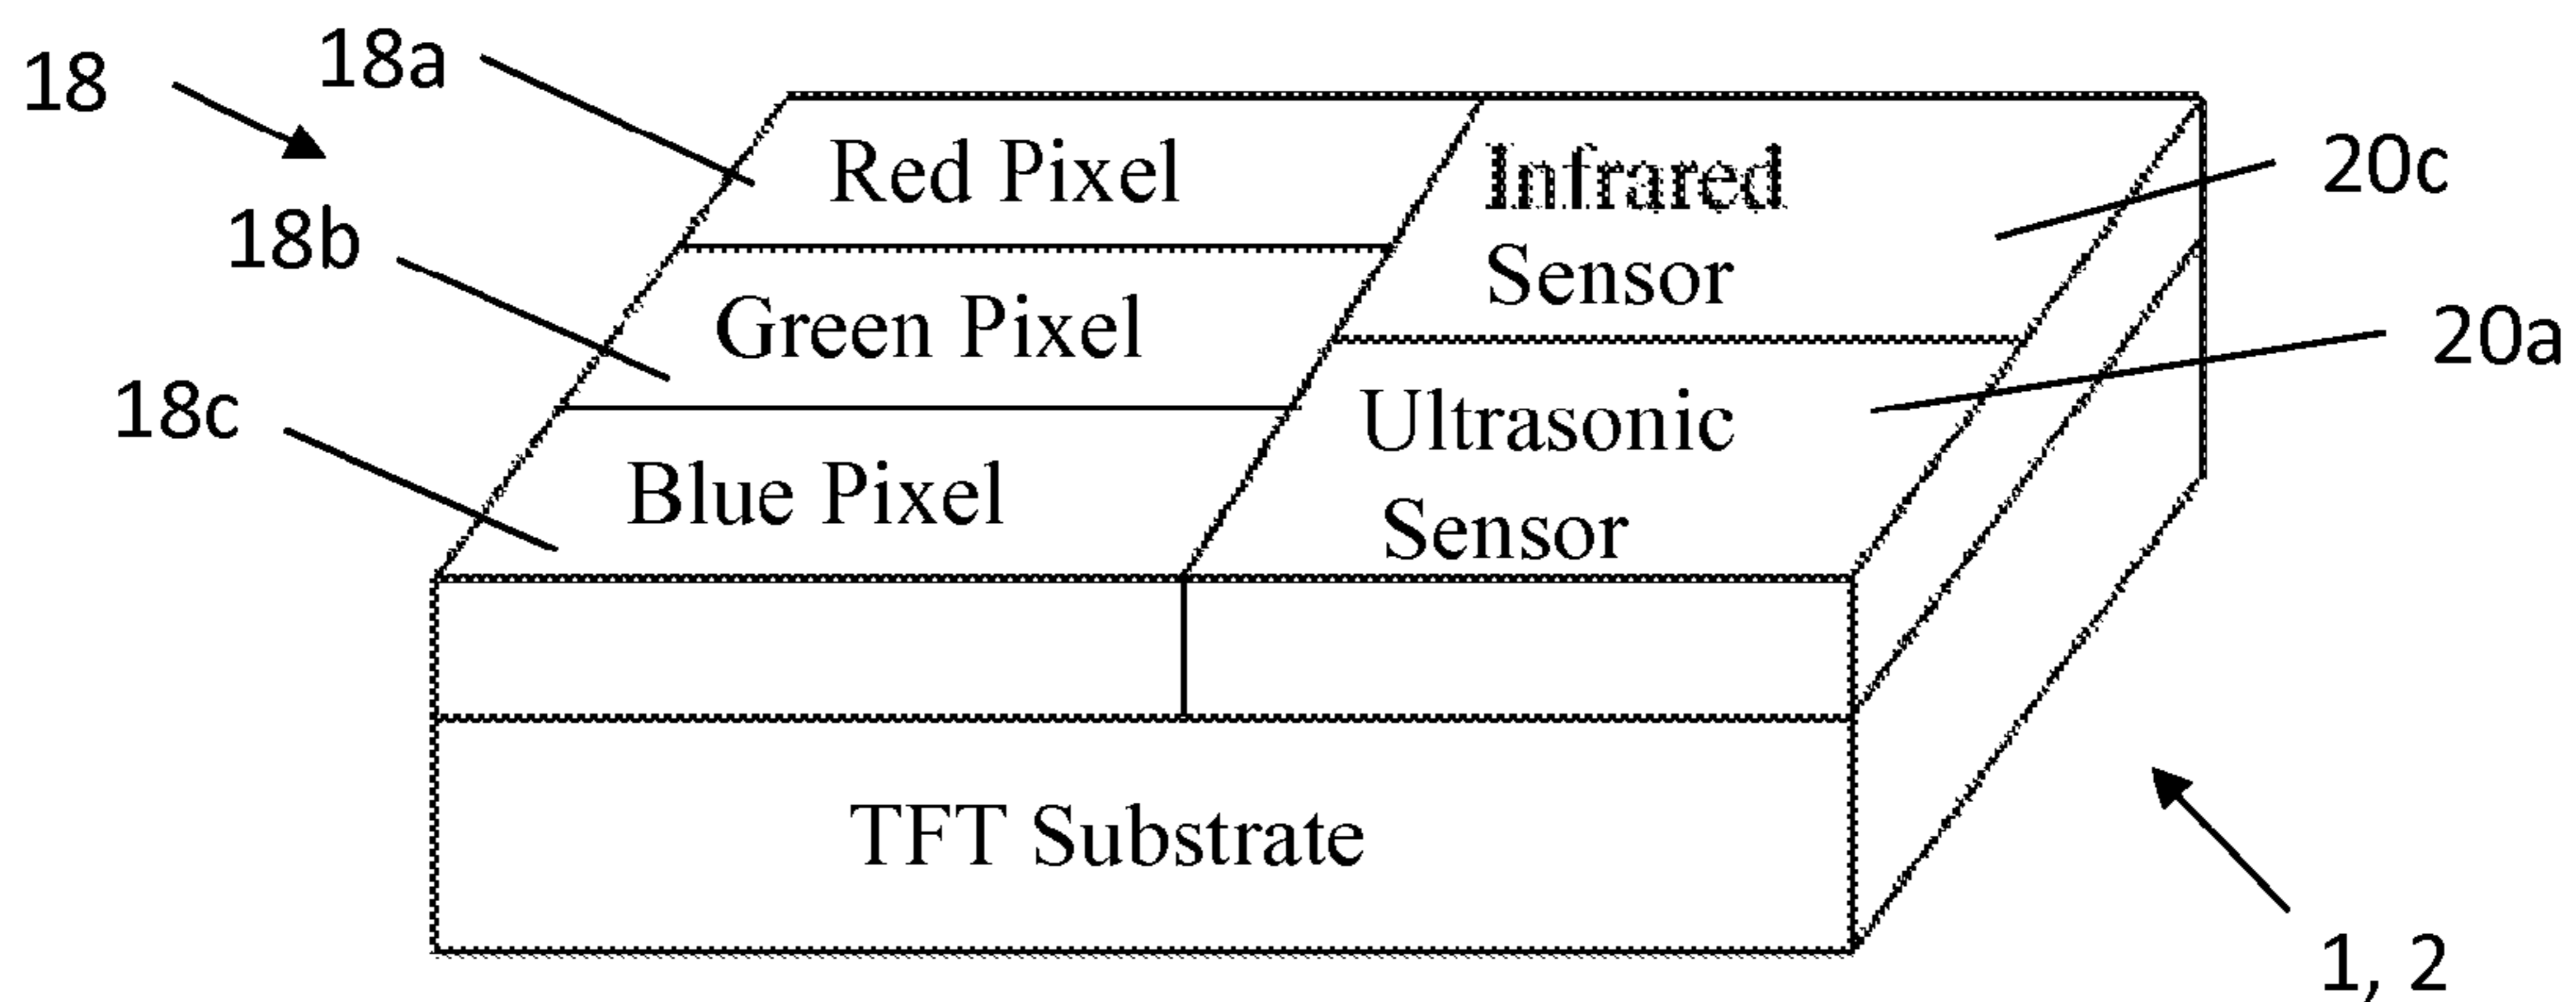 18
18a
18b
18c
Red Pixel
Green Pixel
Blue Pixel
Infrared
Sensor
Ultrasonic
Sensor
20c
20a
TFT Substrate
1, 2